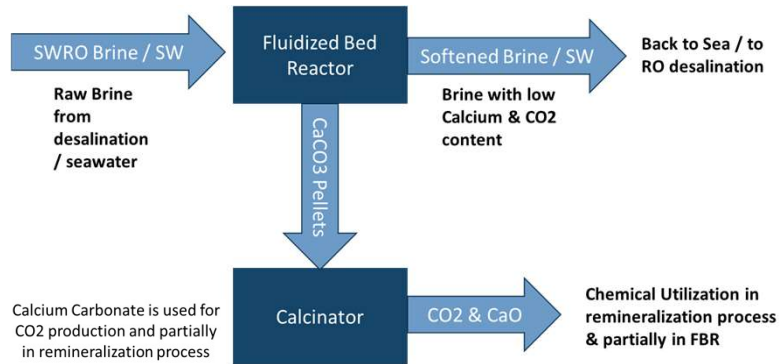 SWRO Brine / SW
Fluidized Bed
Reactor
Softened Brine / SW
Back to Sea / to
RO desalination
Raw Brine
from
desalination
/ seawater
Brine with low
Calcium & CO2
content
CaCO3 Pellets
Calcium Carbonate is used for
CO2 production and partially
in remineralization process
Calcinator
CO2 & CaO
Chemical Utilization in
remineralization process
& partially in FBR